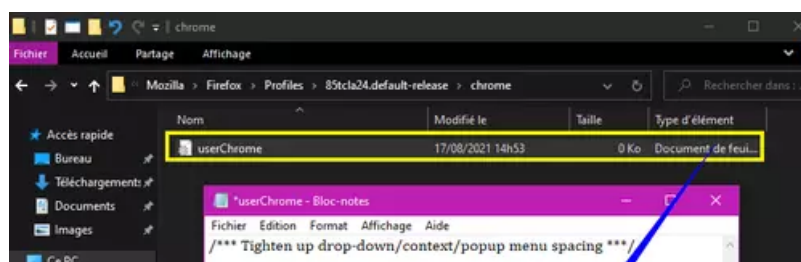 chrome
Fichier Accueil Partage Affichage
Mozilla > Firefox > Profiles > 85tcla24.default-release > chrome
Rechercher dans :
Nom Modifié le Taille Type d'élément
Accès rapide
userChrome 17/08/2021 14h53 0 Ko Document de feui...
Bureau
Téléchargements
Documents
Images
Ce PC
*userChrome - Bloc-notes
Fichier Edition Format Affichage Aide
/*** Tighten up drop-down/context/popup menu spacing ***/